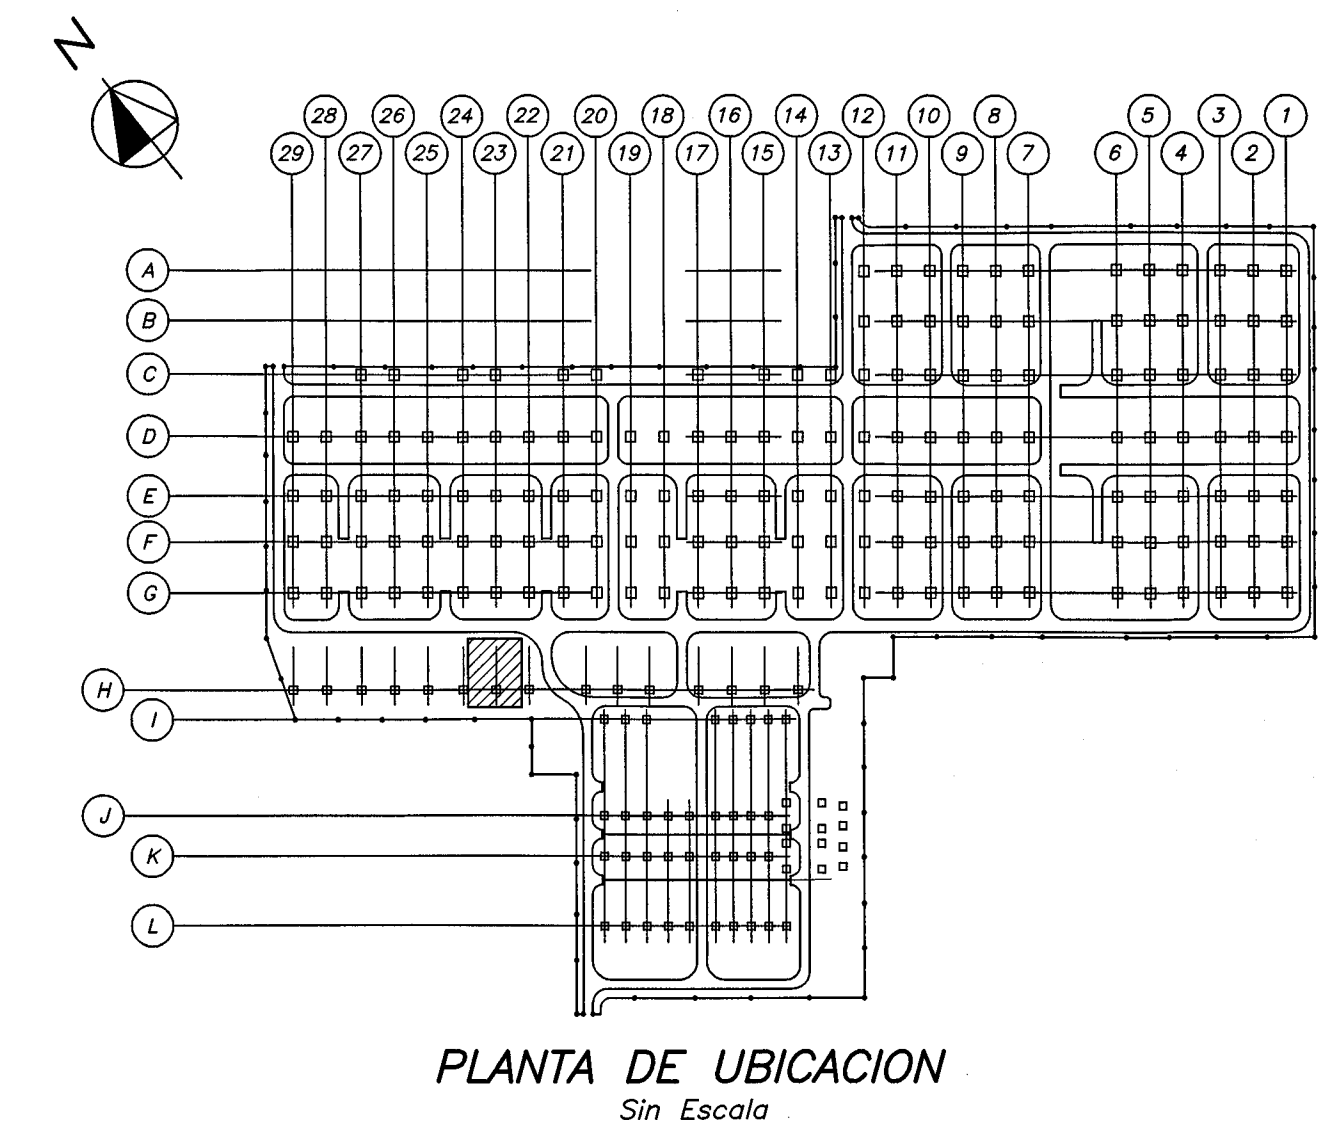 N
28 26 24 22 20 18 16 14 12 10 8 5 3 1
29 27 25 23 21 19 17 15 13 11 9 7 6 4 2
A
B
C
D
E
F
G
H
I
J
K
L
PLANTA DE UBICACION
Sin Escala